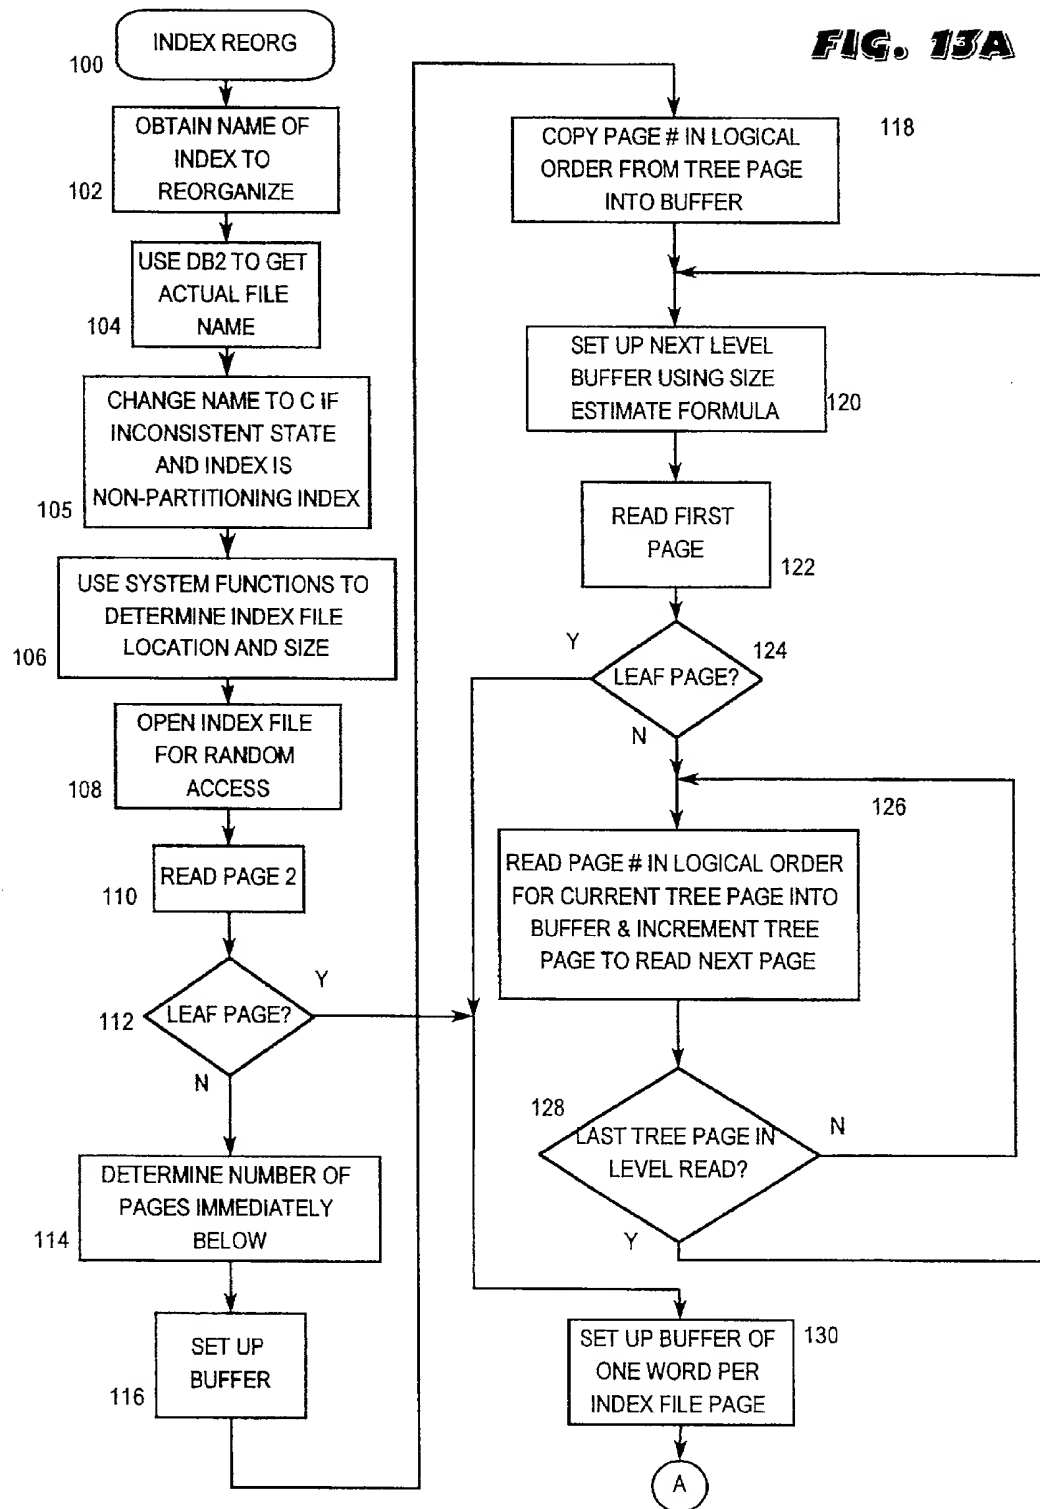 FIG. 13A
INDEX REORG
100
OBTAIN NAME OF
INDEX TO
REORGANIZE
102
USE DB2 TO GET
ACTUAL FILE
NAME
104
CHANGE NAME TO C IF
INCONSISTENT STATE
AND INDEX IS
NON-PARTITIONING INDEX
105
USE SYSTEM FUNCTIONS TO
DETERMINE INDEX FILE
LOCATION AND SIZE
106
OPEN INDEX FILE
FOR RANDOM
ACCESS
108
READ PAGE 2
110
LEAF PAGE?
112
Y
N
DETERMINE NUMBER OF
PAGES IMMEDIATELY
BELOW
114
SET UP
BUFFER
116
COPY PAGE # IN LOGICAL
ORDER FROM TREE PAGE
INTO BUFFER
118
SET UP NEXT LEVEL
BUFFER USING SIZE
ESTIMATE FORMULA
120
READ FIRST
PAGE
122
LEAF PAGE?
124
Y
N
126
READ PAGE # IN LOGICAL ORDER
FOR CURRENT TREE PAGE INTO
BUFFER & INCREMENT TREE
PAGE TO READ NEXT PAGE
128
LAST TREE PAGE IN
LEVEL READ?
N
Y
SET UP BUFFER OF
ONE WORD PER
INDEX FILE PAGE
130
A